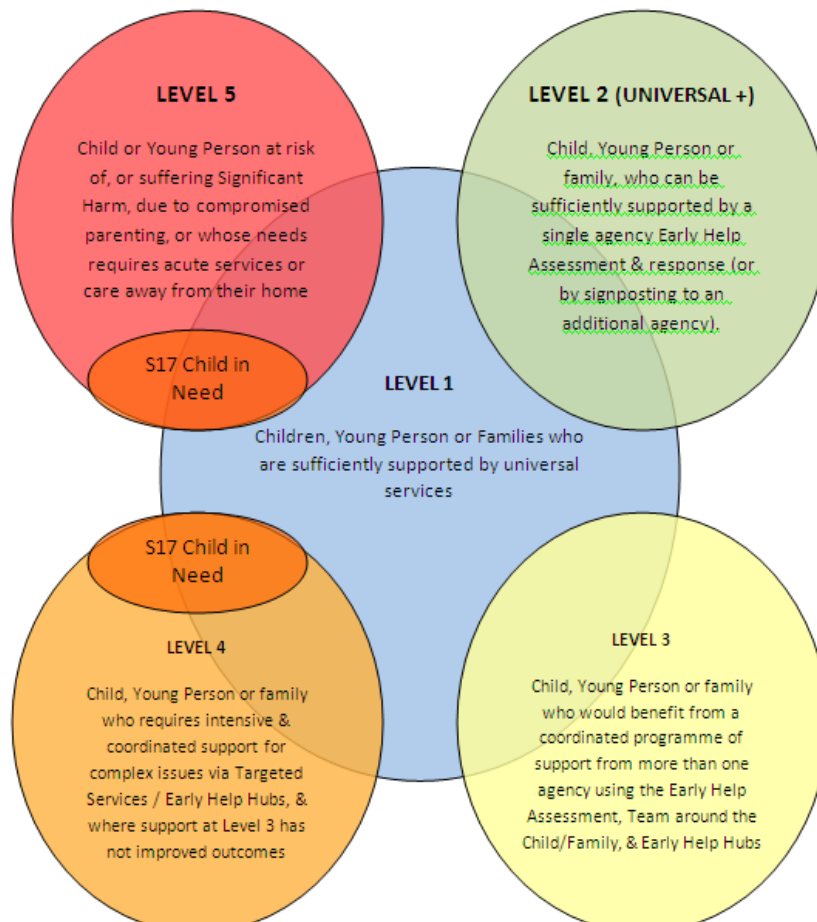 LEVEL 5
Child or Young Person at risk
of, or suffering Significant
Harm, due to compromised
parenting, or whose needs
requires acute services or
care away from their home
S17 Child in
Need
LEVEL 2 (UNIVERSAL +)
Child, Young Person or
family, who can be
sufficiently supported by a
single agency Early Help
Assessment & response (or
by signposting to an
additional agency).
LEVEL 1
Children, Young Person or Families who
are sufficiently supported by universal
services
S17 Child in
Need
LEVEL 4
Child, Young Person or family
who requires intensive &
coordinated support for
complex issues via Targeted
Services / Early Help Hubs, &
where support at Level 3 has
not improved outcomes
LEVEL 3
Child, Young Person or family
who would benefit from a
coordinated programme of
support from more than one
agency using the Early Help
Assessment, Team around the
Child/Family, & Early Help Hubs